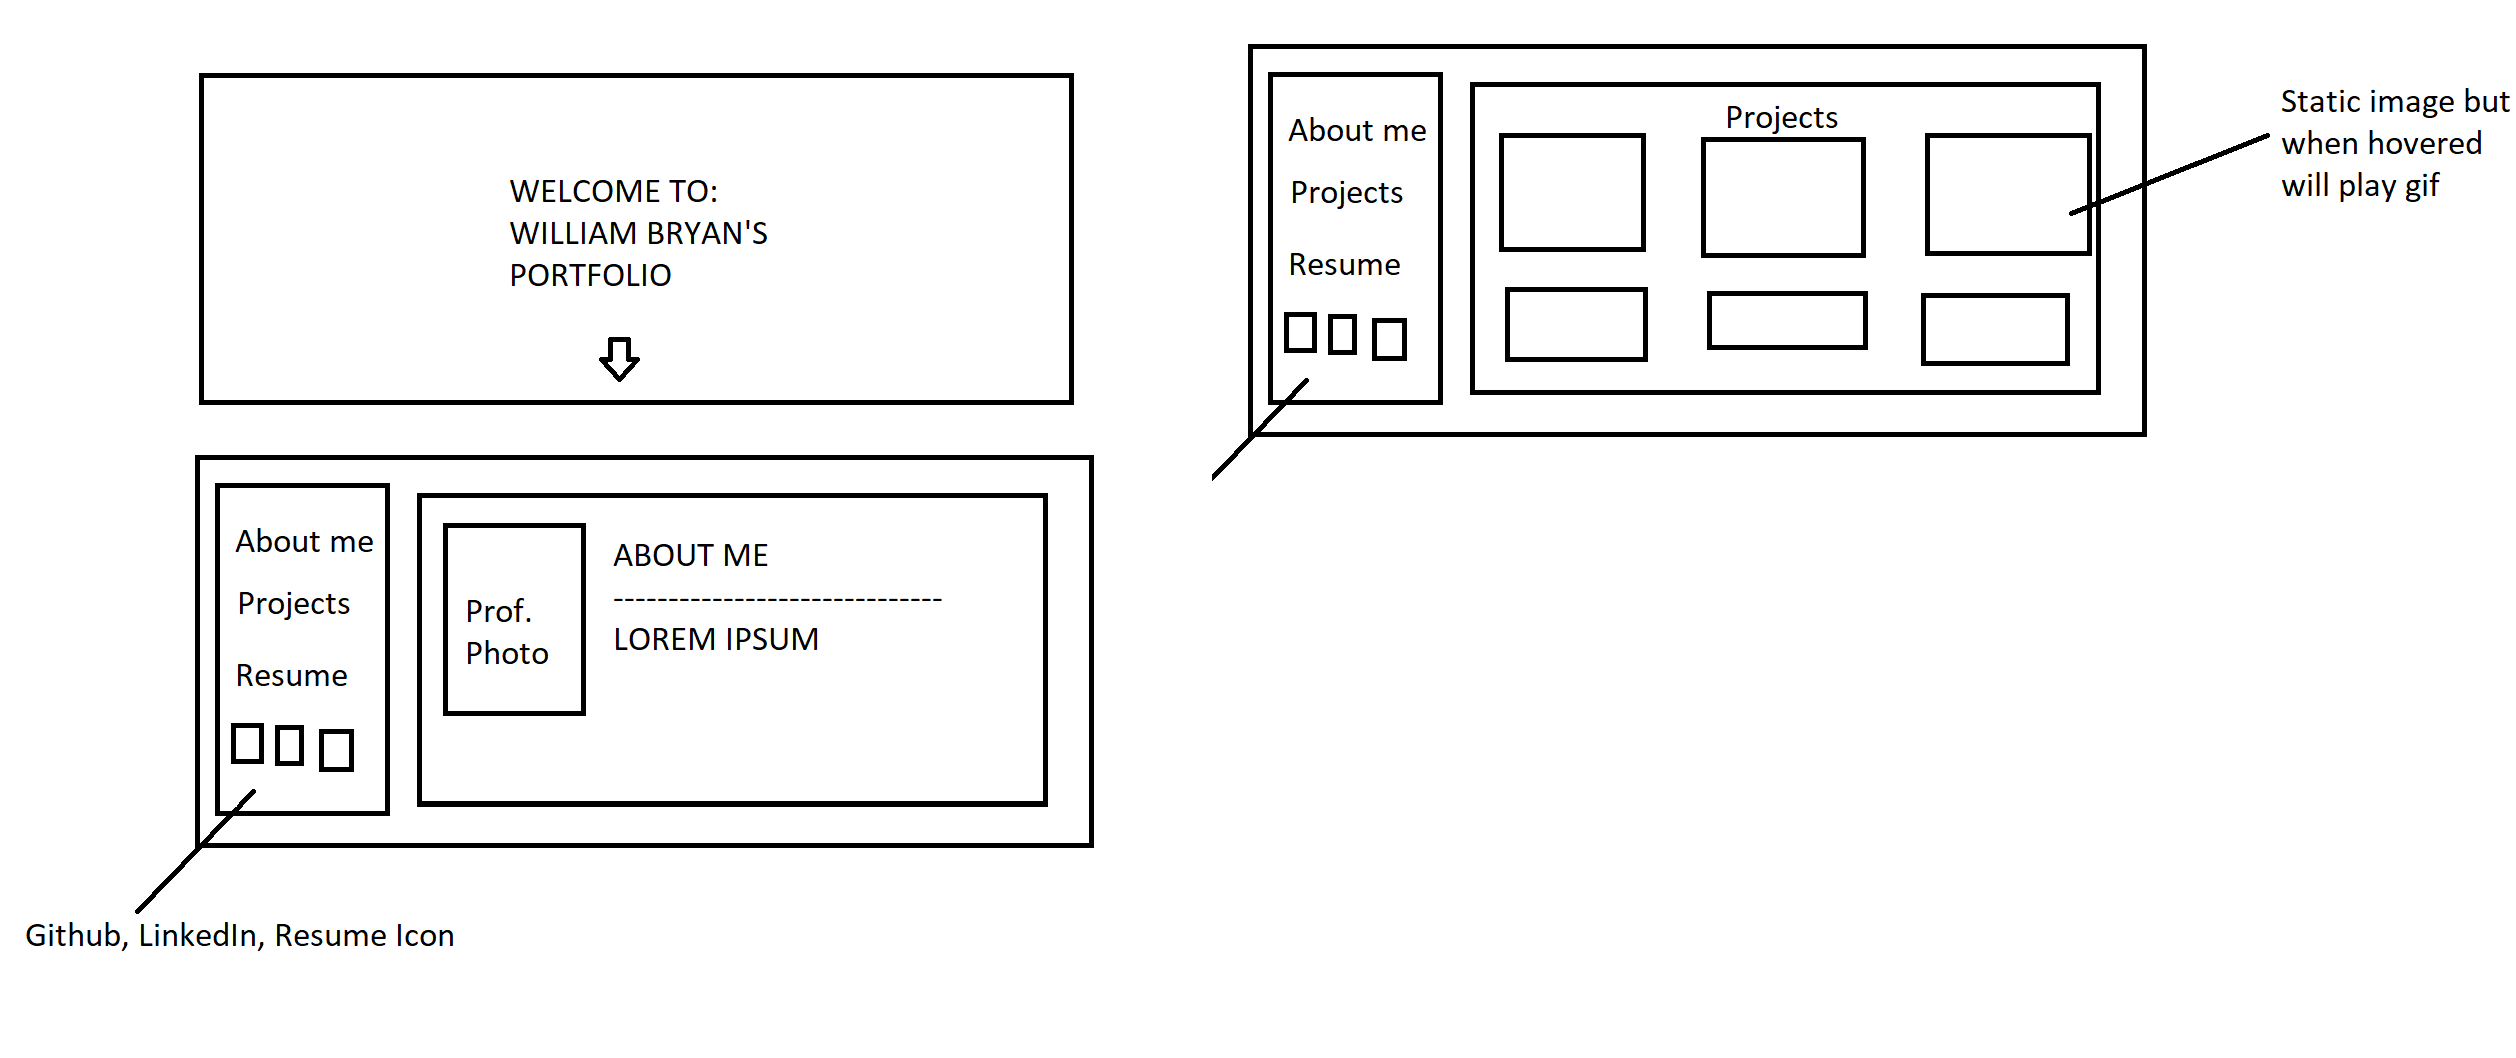 WELCOME TO:
WILLIAM BRYAN'S
PORTFOLIO
About me
Projects
Resume
Prof.
Photo
ABOUT ME
------------------------------
LOREM IPSUM
Github, LinkedIn, Resume Icon
About me
Projects
Resume
Projects
Static image but
when hovered
will play gif